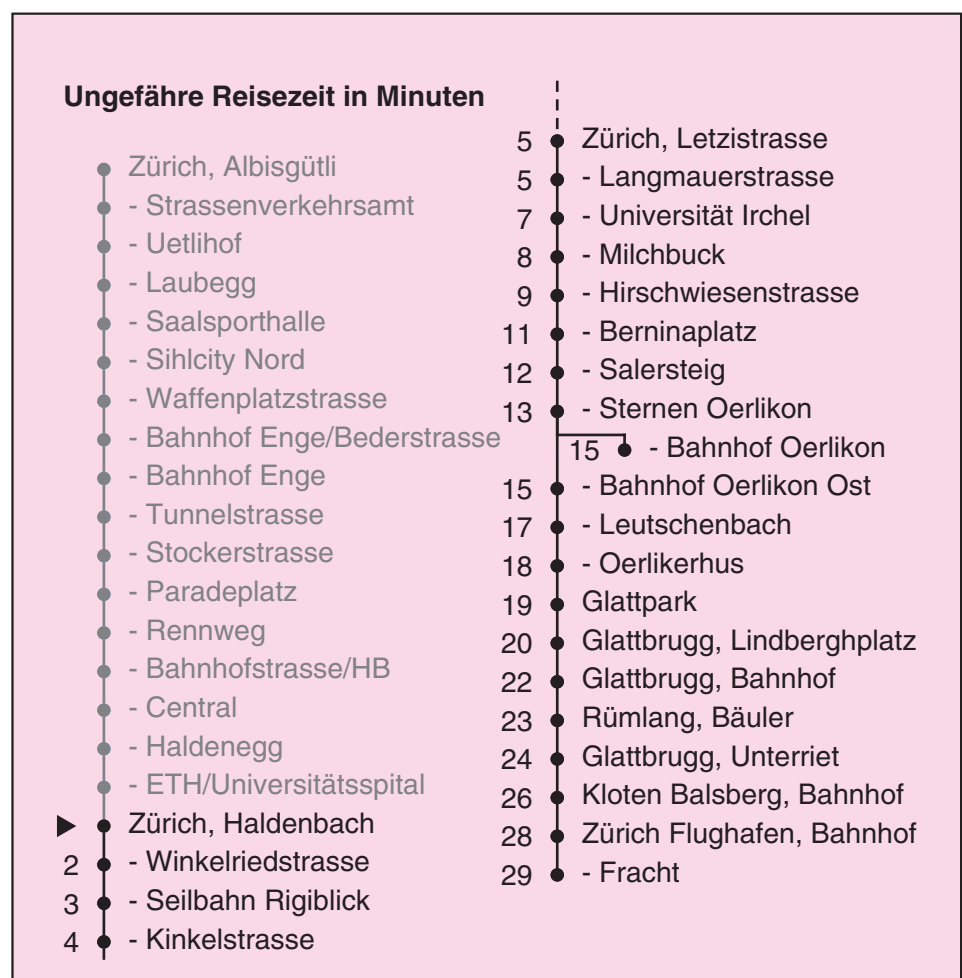 Ungefähre Reisezeit in Minuten
Zürich, Albisgütli
- Strassenverkehrsamt
- Uetlihof
- Laubegg
- Saalsporthalle
- Sihlcity Nord
- Waffenplatzstrasse
- Bahnhof Enge/Bederstrasse
- Bahnhof Enge
- Tunnelstrasse
- Stockerstrasse
- Paradeplatz
- Rennweg
- Bahnhofstrasse/HB
- Central
- Haldenegg
- ETH/Universitätsspital
Zürich, Haldenbach
2 - Winkelriedstrasse
3 - Seilbahn Rigiblick
4 - Kinkelstrasse
5 Zürich, Letzistrasse
5 - Langmauerstrasse
7 - Universität Irchel
8 - Milchbuck
9 - Hirschwiesenstrasse
11 - Berninaplatz
12 - Salersteig
13 - Sternen Oerlikon
15 - Bahnhof Oerlikon
15 - Bahnhof Oerlikon Ost
17 - Leutschenbach
18 - Oerlikerhus
19 Glattpark
20 Glattbrugg, Lindberghplatz
22 Glattbrugg, Bahnhof
23 Rümlang, Bäuler
24 Glattbrugg, Unterriet
26 Kloten Balsberg, Bahnhof
28 Zürich Flughafen, Bahnhof
29 - Fracht